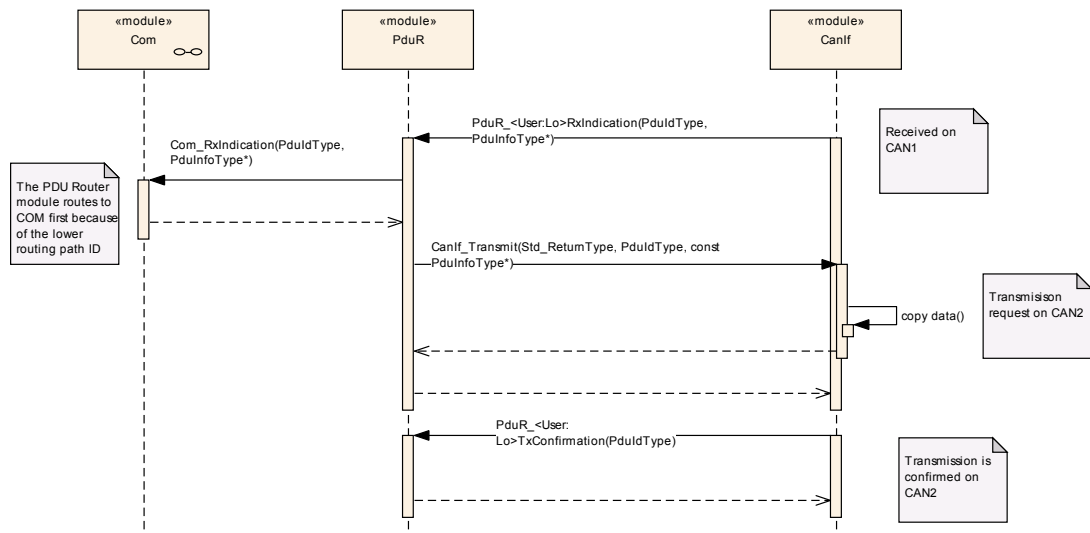 «module»
Com
«module»
PduR
«module»
CanIf
PduR_<User:Lo>RxIndication(PduIdType,
PduInfoType*)
Received on
CAN1
Com_RxIndication(PduIdType,
PduInfoType*)
The PDU Router
module routes to
COM first because
of the lower
routing path ID
CanIf_Transmit(Std_ReturnType, PduIdType, const
PduInfoType*)
Transmisison
request on CAN2
copy data()
PduR_<User:
Lo>TxConfirmation(PduIdType)
Transmission is
confirmed on
CAN2